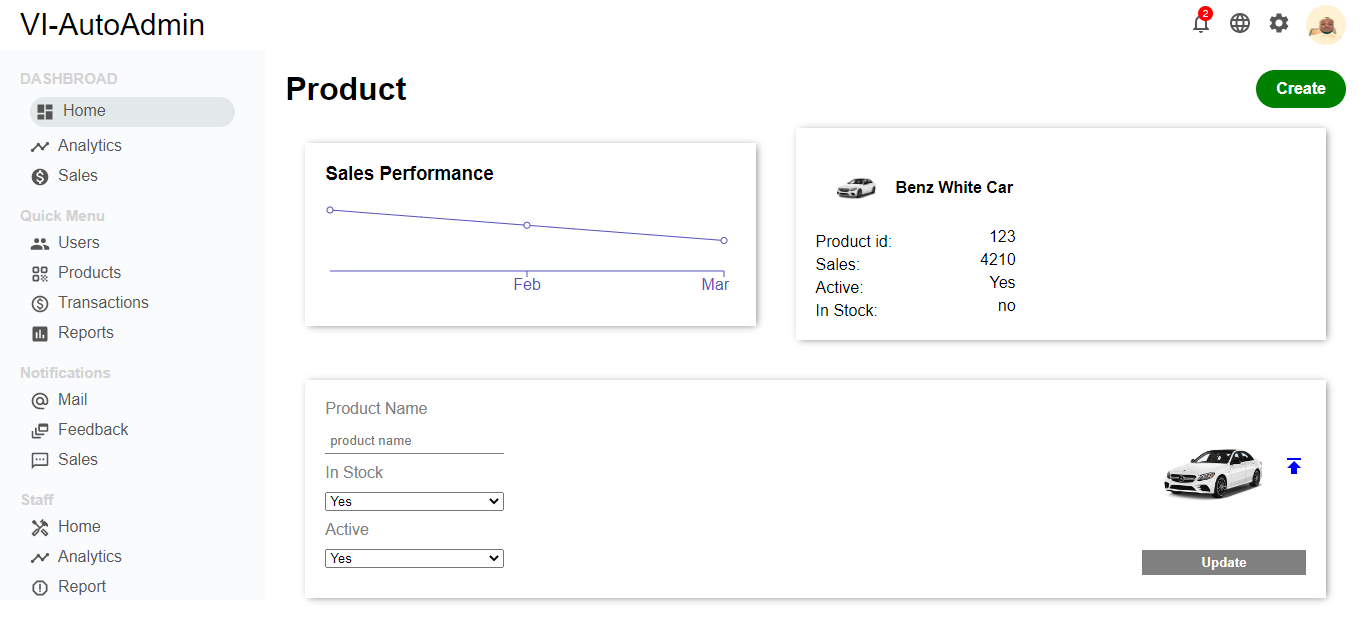 VI-AutoAdmin
2
DASHBROAD
Home
Analytics
Sales
Quick Menu
Users
Products
Transactions
Reports
Notifications
Mail
Feedback
Sales
Staff
Home
Analytics
Report
Product
Create
Sales Performance
Feb Mar
Benz White Car
Product id: 123
Sales: 4210
Active: Yes
In Stock: no
Product Name
product name
In Stock
Yes
Active
Yes
Update